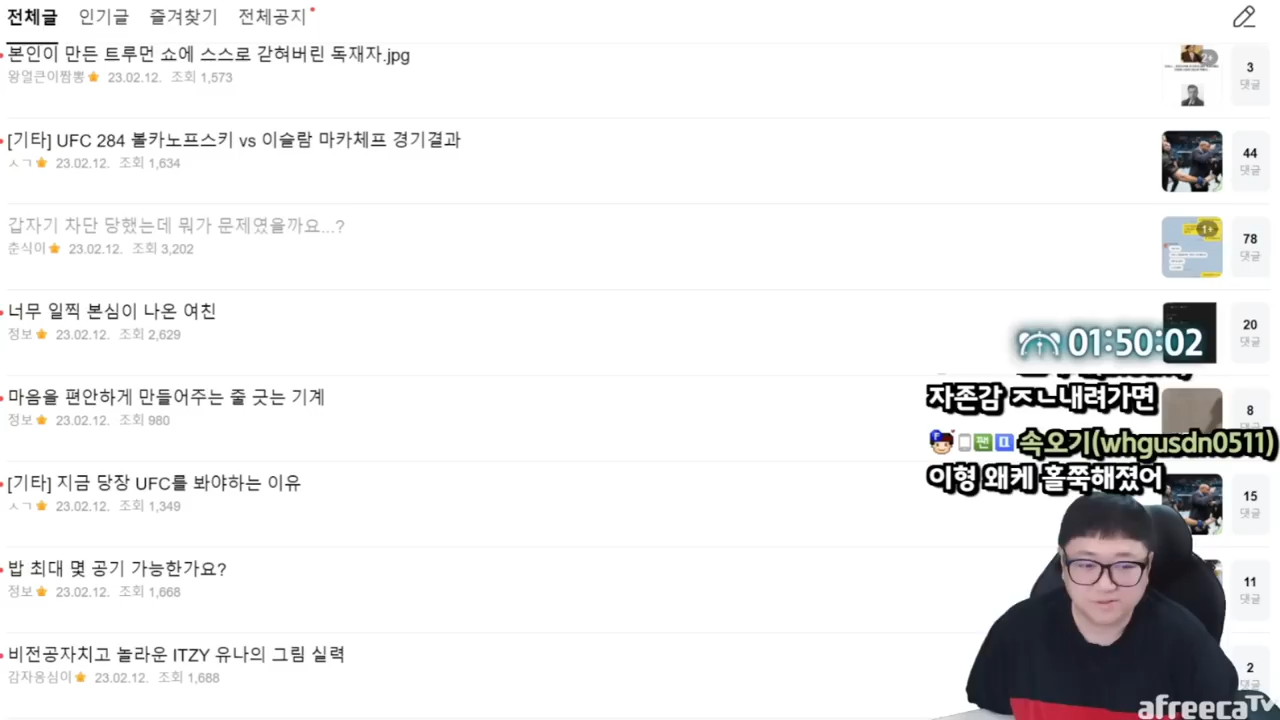 전체글 인기글 즐겨찾기 전체공지
본인이 만든 트루먼 쇼에 스스로 갇혀버린 독재자.jpg
왕열큰이짬뽕 23.02.12. 조회 1,573
2+
3
댓글
[기타] UFC 284 볼카노프스키 vs 이슬람 마카체프 경기결과
ㅅㄱ 23.02.12. 조회 1,634
44
댓글
갑자기 차단 당했는데 뭐가 문제였을까요...?
춘식이 23.02.12. 조회 3,202
1+
78
댓글
너무 일찍 본심이 나온 여친
정보 23.02.12. 조회 2,629
20
댓글
01:50:02
마음을 편안하게 만들어주는 줄 긋는 기계
정보 23.02.12. 조회 980
8
댓글
자존감 ㅈㄴ내려가면
팬 속오기(whgusdn0511)
이형 왜케 홀쭉해졌어
[기타] 지금 당장 UFC를 봐야하는 이유
ㅅㄱ 23.02.12. 조회 1,349
15
댓글
밥 최대 몇 공기 가능한가요?
정보 23.02.12. 조회 1,668
11
댓글
비전공자치고 놀라운 ITZY 유나의 그림 실력
감자옹심이 23.02.12. 조회 1,688
2
댓글
afreecaTV